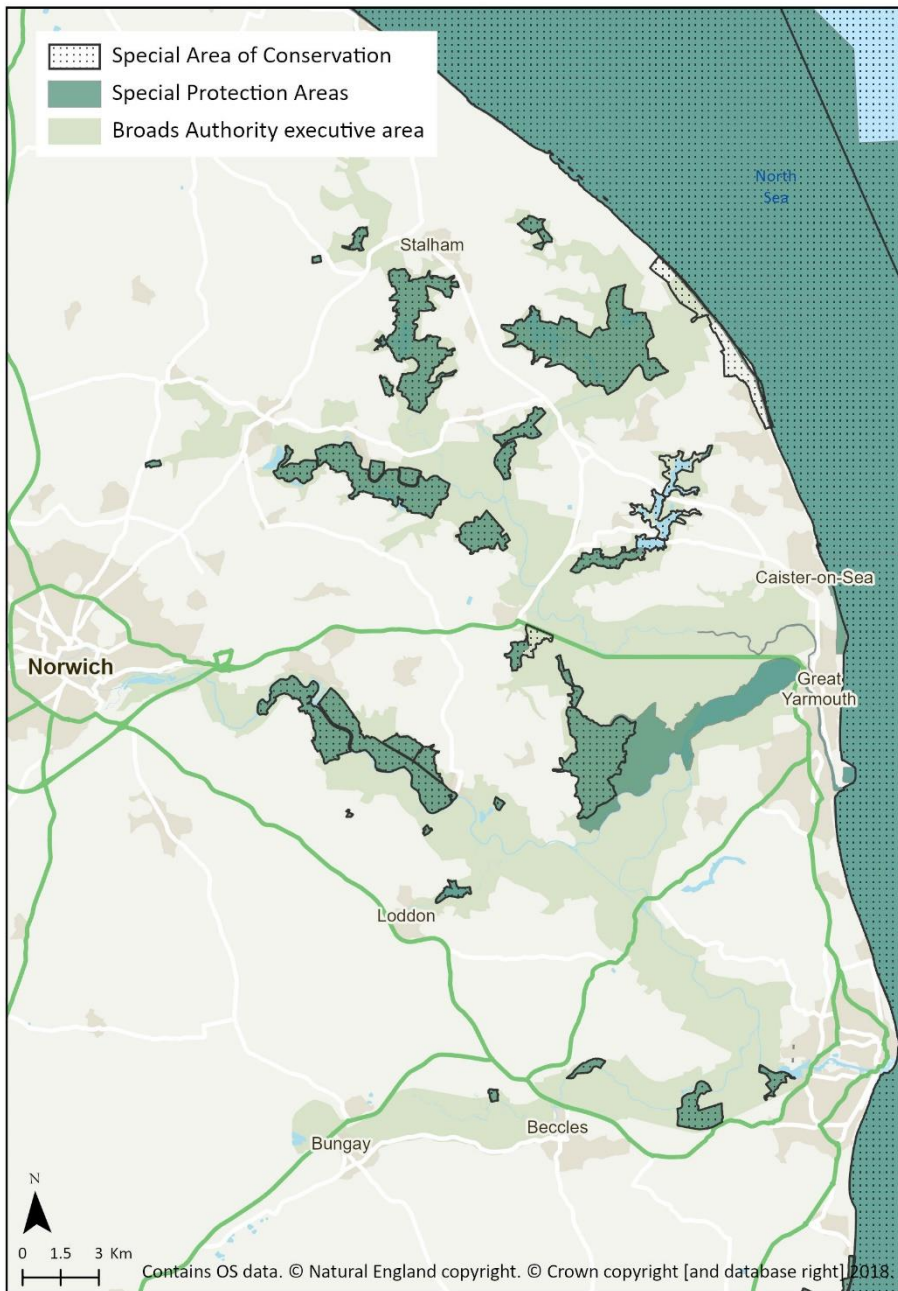 Special Area of Conservation
Special Protection Areas
Broads Authority executive area
North
Sea
Stalham
Caister-on-Sea
Norwich
Great
Yarmouth
Loddon
Beccles
Bungay
N
0 1.5 3 Km
Contains OS data. © Natural England copyright. © Crown copyright [and database right] 2018.